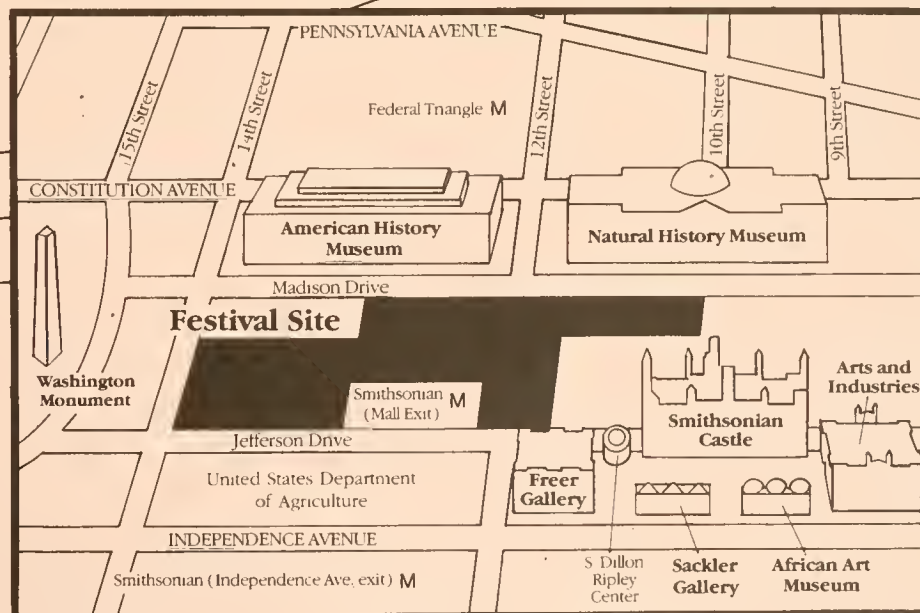 PENNSYLVANIA AVENUE
15th Street
14th Street
Federal Triangle M
12th Street
10th Street
9th Street
CONSTITUTION AVENUE
American History
Museum
Natural History Museum
Madison Drive
Festival Site
Washington
Monument
Smithsonian
(Mall Exit) M
Arts and
Industries
Smithsonian
Castle
Jefferson Drive
United States Department
of Agriculture
Freer
Gallery
INDEPENDENCE AVENUE
Smithsonian (Independence Ave. exit) M
S Dillon
Ripley
Center
Sackler
Gallery
African Art
Museum